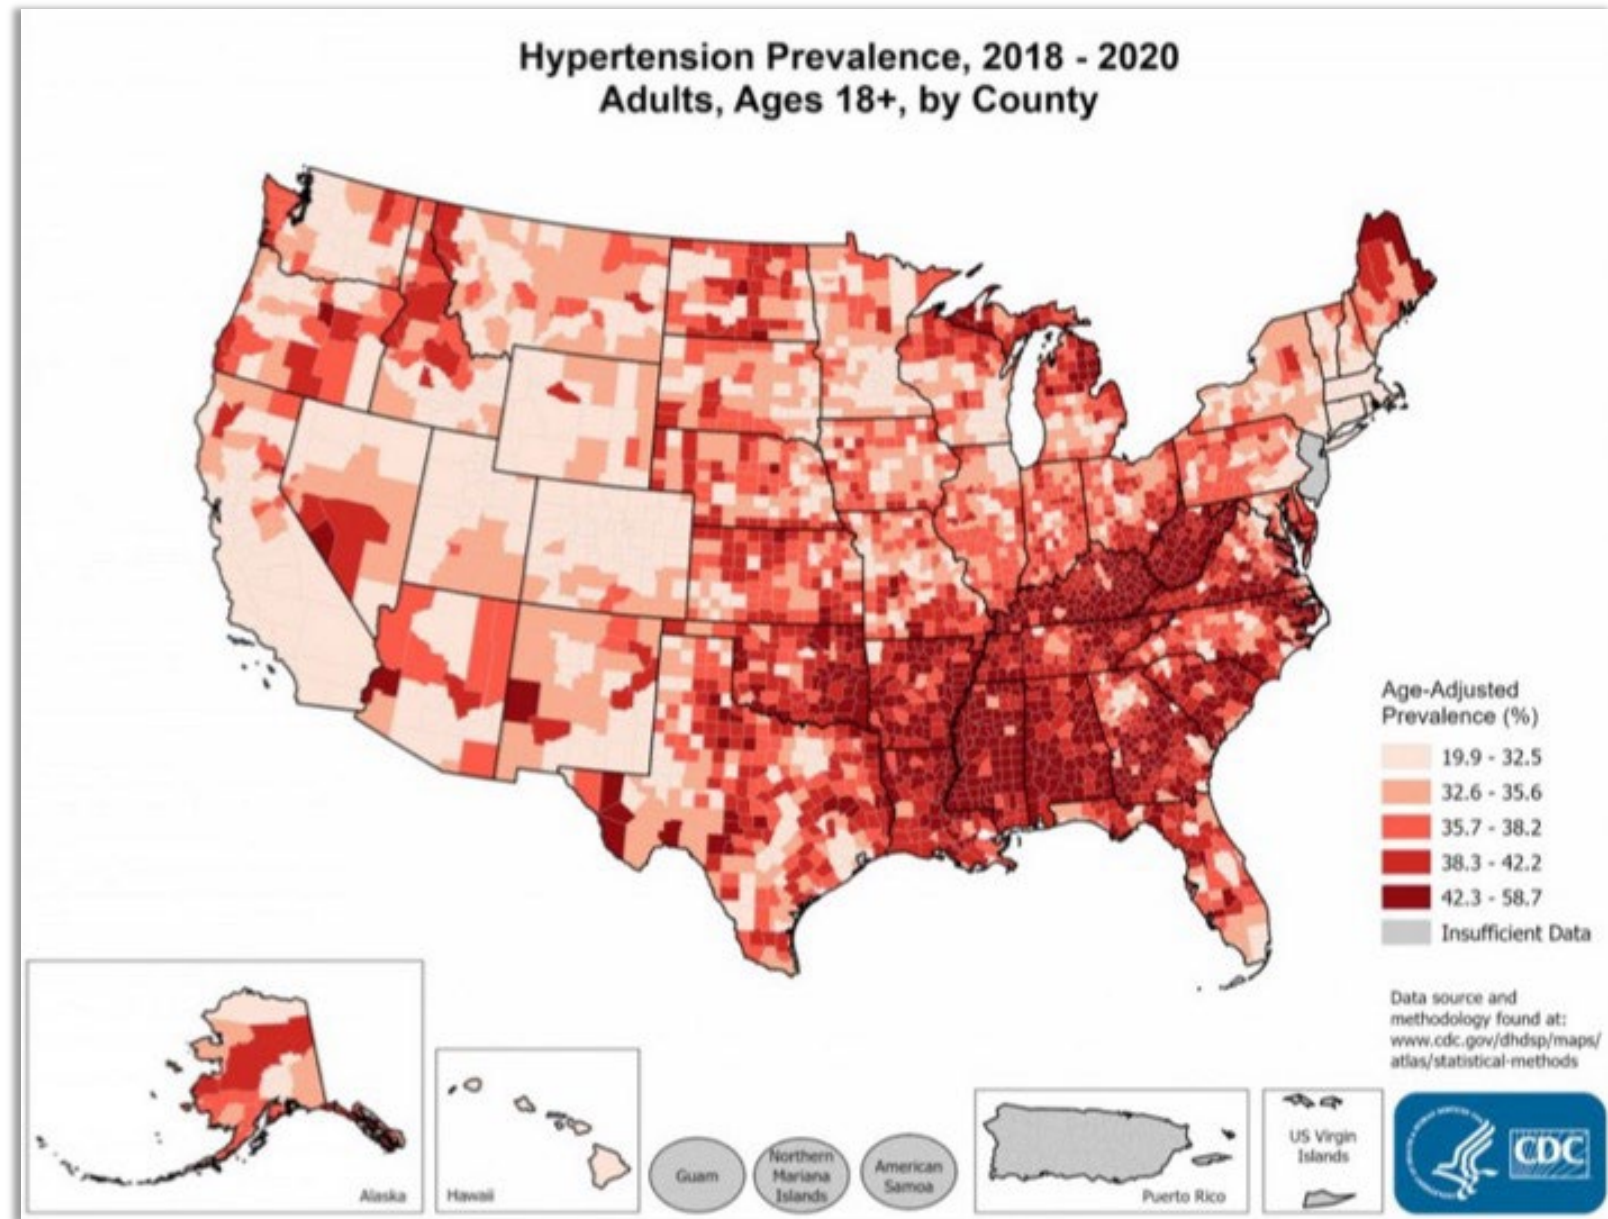 Hypertension Prevalence, 2018 - 2020
Adults, Ages 18+, by County
Age-Adjusted
Prevalence (%)
19.9 - 32.5
32.6 - 35.6
35.7 - 38.2
38.3 - 42.2
42.3 - 58.7
Insufficient Data
Data source and
methodology found at:
www.cdc.gov/dhdsp/maps/
atlas/statistical-methods
Alaska
Hawaii
Guam
Northern
Mariana
Islands
American
Samoa
Puerto Rico
US Virgin
Islands
CDC